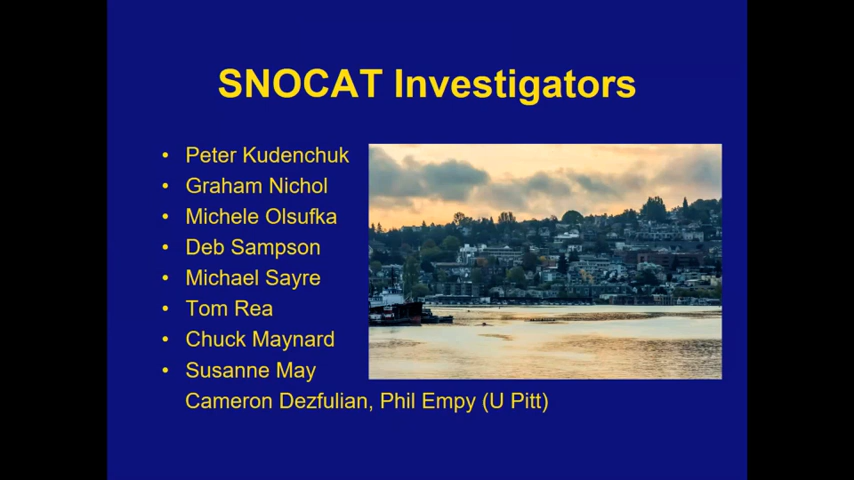 SNOCAT Investigators
• Peter Kudenchuk
• Graham Nichol
• Michele Olsufka
• Deb Sampson
• Michael Sayre
• Tom Rea
• Chuck Maynard
• Susanne May
Cameron Dezfulian, Phil Empy (U Pitt)